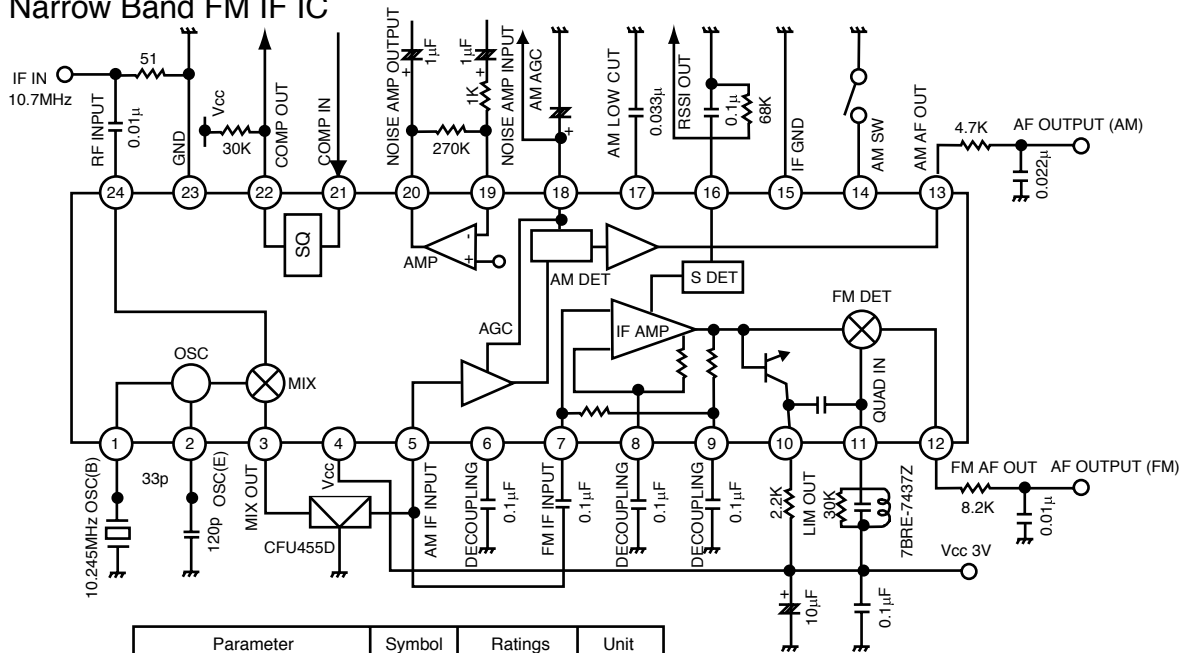 Narrow Band FM IF IC
IF IN
10.7MHz
51
RF INPUT
0.01µ
GND
Vcc
30K
COMP OUT
COMP IN
NOISE AMP OUTPUT
1µF
+
270K
1µF
+
1K
NOISE AMP INPUT
AM AGC
+
AM LOW CUT
0.033µ
RSSI OUT
0.1µ
68K
IF GND
AM SW
AM AF OUT
4.7K
AF OUTPUT (AM)
0.022µ
24
23
22
21
20
19
18
17
16
15
14
13
SQ
AMP
-
+
AM DET
S DET
AGC
IF AMP
FM DET
OSC
MIX
QUAD IN
1
2
3
4
5
6
7
8
9
10
11
12
10.245MHz OSC(B)
33p
120p
OSC(E)
MIX OUT
Vcc
CFU455D
AM IF INPUT
DECOUPLING
0.1µF
FM IF INPUT
0.1µF
DECOUPLING
0.1µF
DECOUPLING
0.1µF
2.2K
LIM OUT
30K
7BRE-7437Z
FM AF OUT
AF OUTPUT (FM)
8.2K
0.01µ
Vcc 3V
+
10µF
0.1µF
Parameter Symbol Ratings Unit